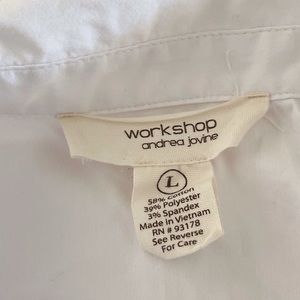 workshop
andrea jovine
L
58% Cotton
39% Polyester
3% Spandex
Made in Vietnam
RN # 93178
See Reverse
For Care